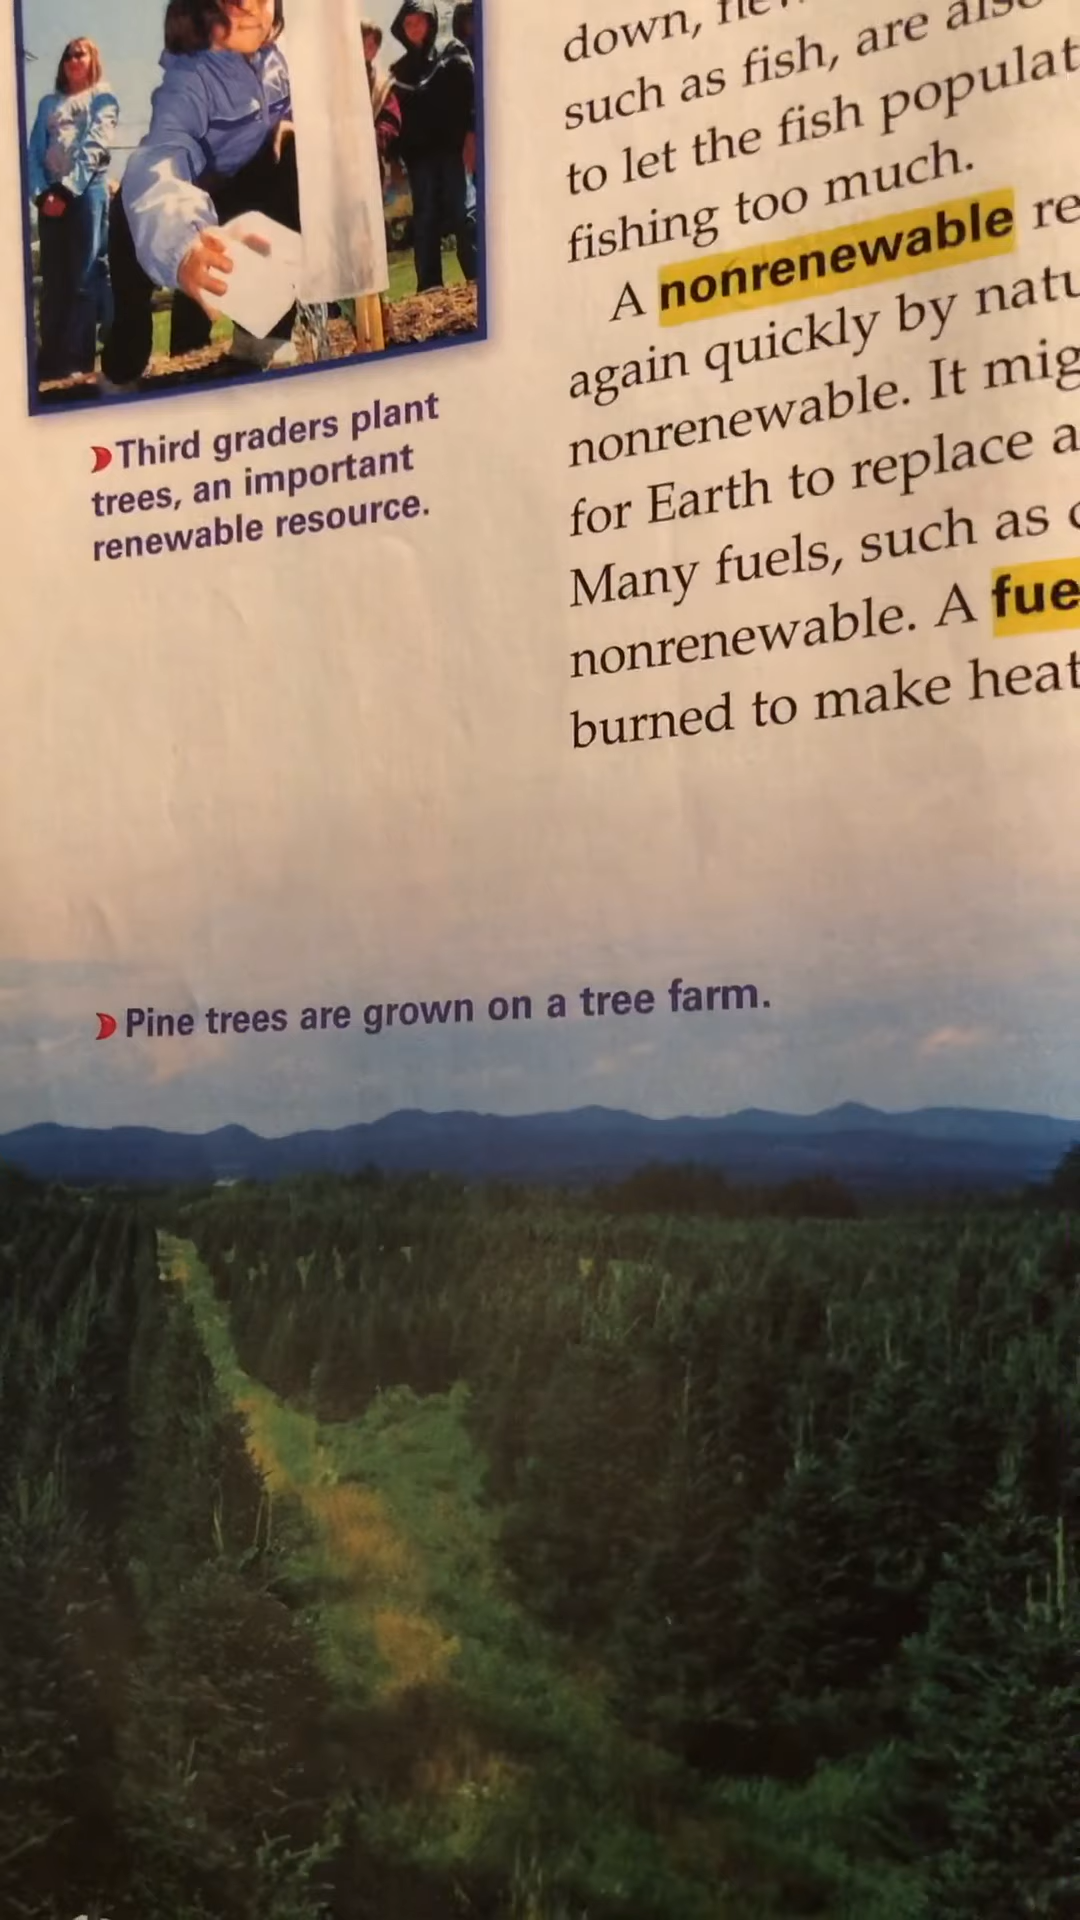 down,
such as fish, are also
to let the fish populat
fishing too much.
A nonrenewable re
again quickly by natu
nonrenewable. It mig
for Earth to replace a
Many fuels, such as
nonrenewable. A fue
burned to make heat
Third graders plant
trees, an important
renewable resource.
Pine trees are grown on a tree farm.